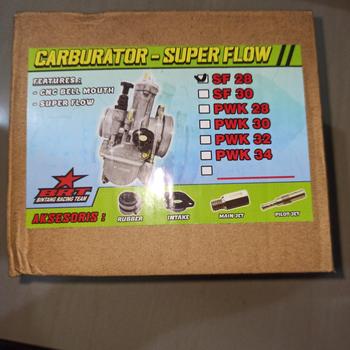 CARBURATOR - SUPER FLOW //
FEATURES :
- CNC BELL MOUTH
- SUPER FLOW
SF 28
SF 30
PWK 28
PWK 30
PWK 32
PWK 34
BRT
BINTANG RACING TEAM
AKSESORIS :
RUBBER
INTAKE
MAIN JET
PILOT JET